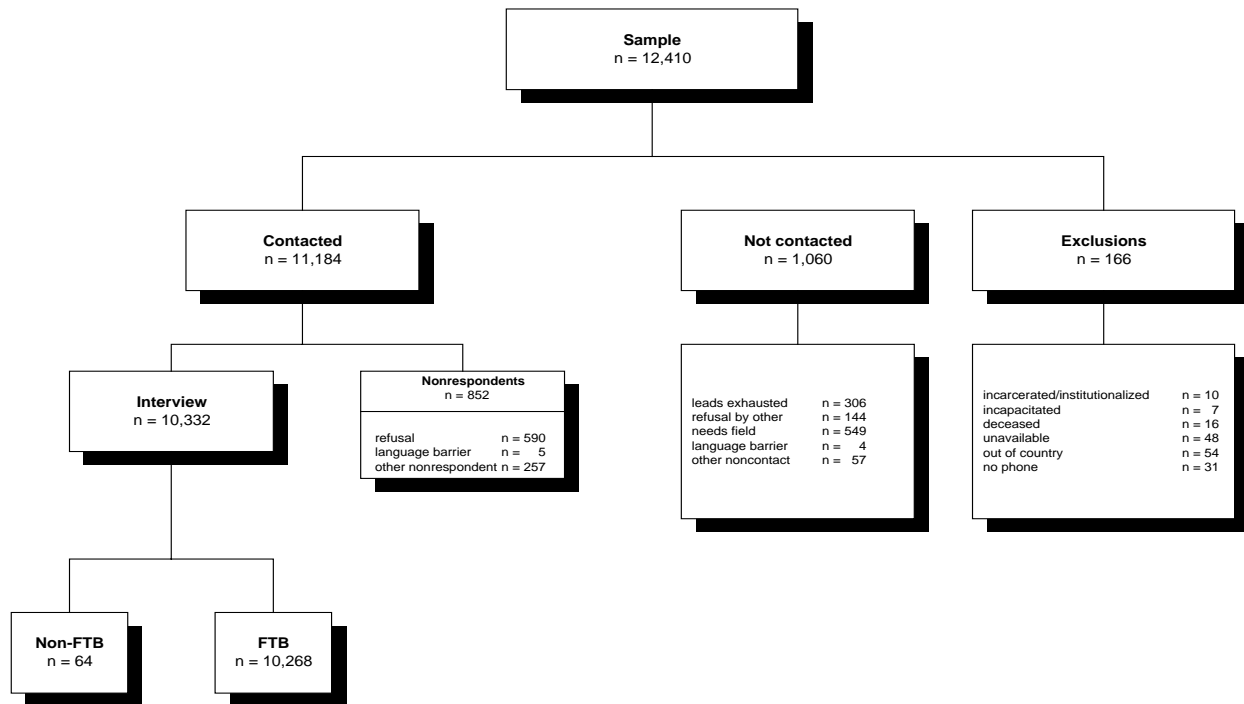 Sample
n = 12,410
Contacted
n = 11,184
Not contacted
n = 1,060
Exclusions
n = 166
Interview
n = 10,332
Nonrespondents
n = 852
refusal n = 590
language barrier n = 5
other nonrespondent n = 257
leads exhausted n = 306
refusal by other n = 144
needs field n = 549
language barrier n = 4
other noncontact n = 57
incarcerated/institutionalized n = 10
incapacitated n = 7
deceased n = 16
unavailable n = 48
out of country n = 54
no phone n = 31
Non-FTB
n = 64
FTB
n = 10,268